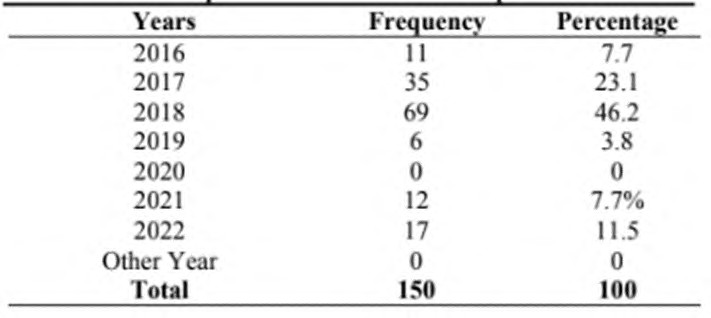 Years Frequency Percentage
2016 11 7.7
2017 35 23.1
2018 69 46.2
2019 6 3.8
2020 0 0
2021 12 7.7%
2022 17 11.5
Other Year 0 0
Total 150 100